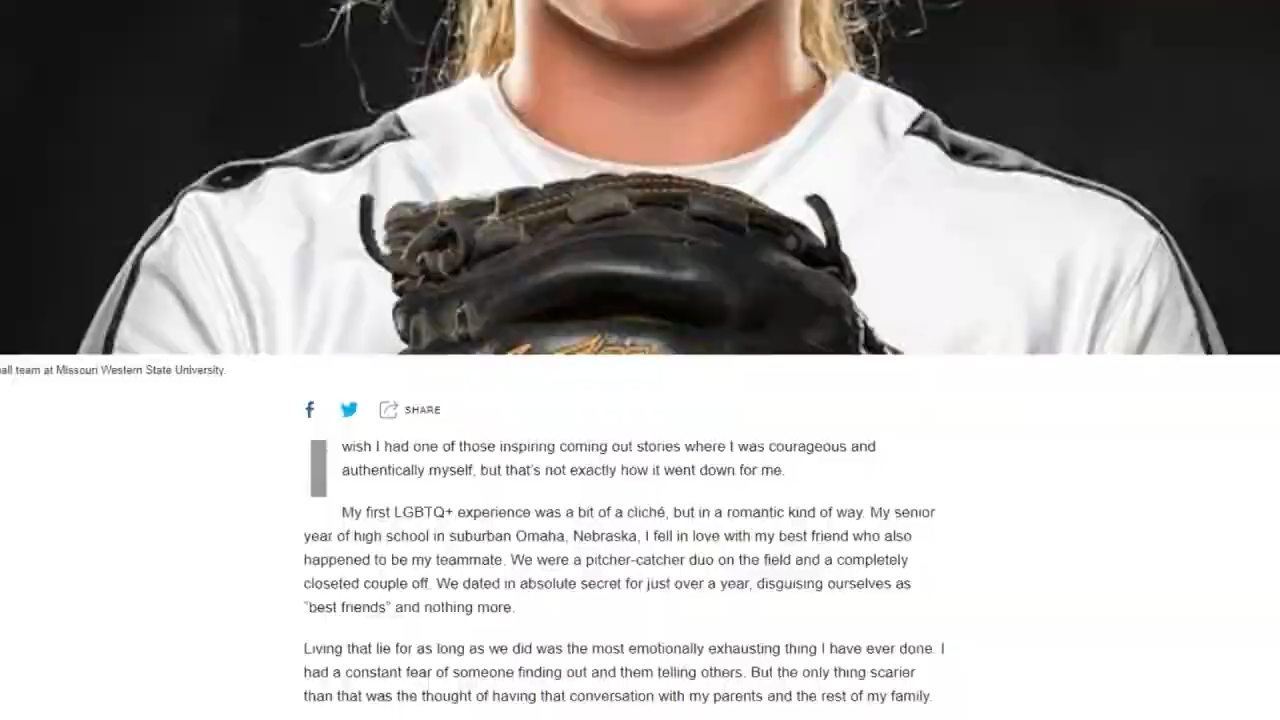 all team at Missouri Western State University.
SHARE
I wish I had one of those inspiring coming out stories where I was courageous and
authentically myself, but that's not exactly how it went down for me.
My first LGBTQ+ experience was a bit of a cliché, but in a romantic kind of way. My senior
year of high school in suburban Omaha, Nebraska, I fell in love with my best friend who also
happened to be my teammate. We were a pitcher-catcher duo on the field and a completely
closeted couple off. We dated in absolute secret for just over a year, disguising ourselves as
“best friends” and nothing more.
Living that lie for as long as we did was the most emotionally exhausting thing I have ever done. I
had a constant fear of someone finding out and them telling others. But the only thing scarier
than that was the thought of having that conversation with my parents and the rest of my family.